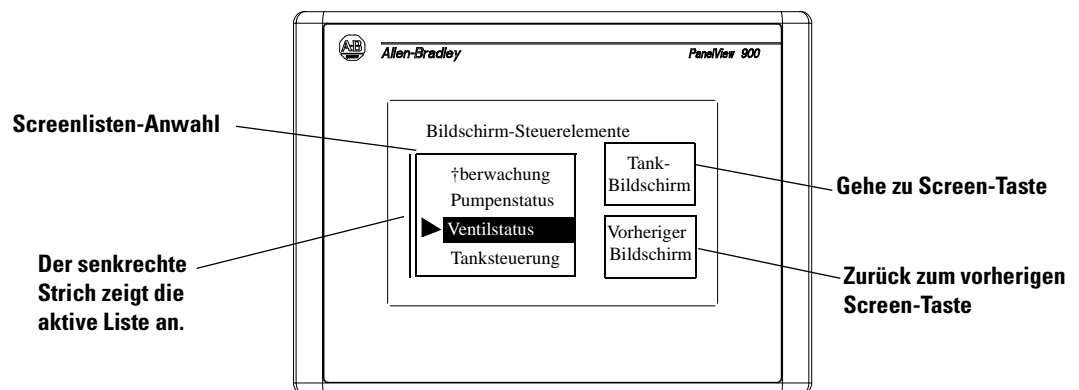 AB
Allen-Bradley
PanelView 900
Screenlisten-Anwahl
Bildschirm-Steuerelemente
†berwachung
Pumpenstatus
Ventilstatus
Tanksteuerung
Tank-
Bildschirm
Vorheriger
Bildschirm
Gehe zu Screen-Taste
Der senkrechte
Strich zeigt die
aktive Liste an.
Zurück zum vorherigen
Screen-Taste